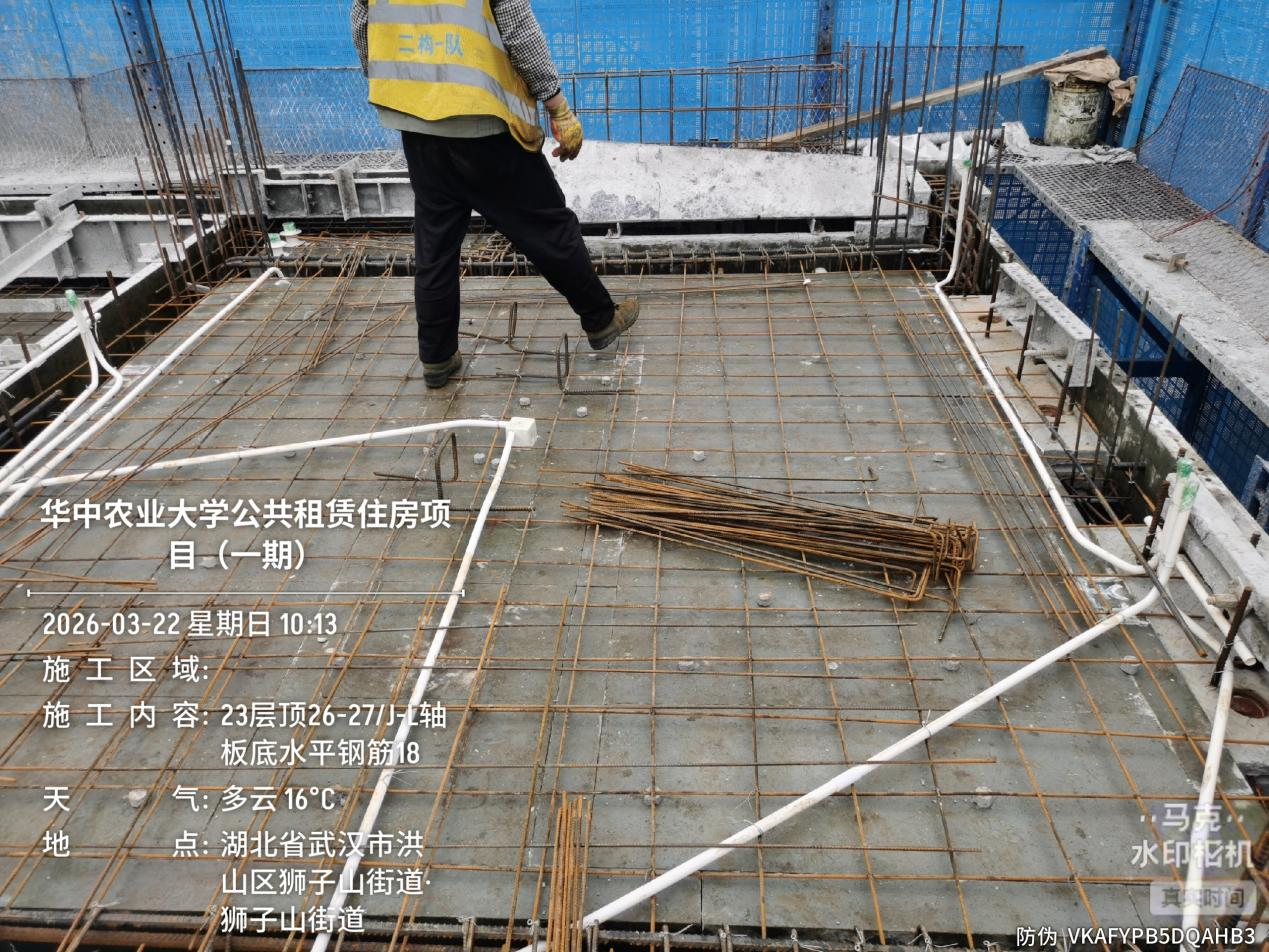 二构一队
华中农业大学公共租赁住房项
目（一期）
2026-03-22 星期日 10:13
施工区域:
施工内容: 23层顶26-27/J-L轴
板底水平钢筋18
天气: 多云 16°C
地点: 湖北省武汉市洪
山区狮子山街道·
狮子山街道
马克
水印相机
真实时间
防伪 VKAFYPB5DQAHB3